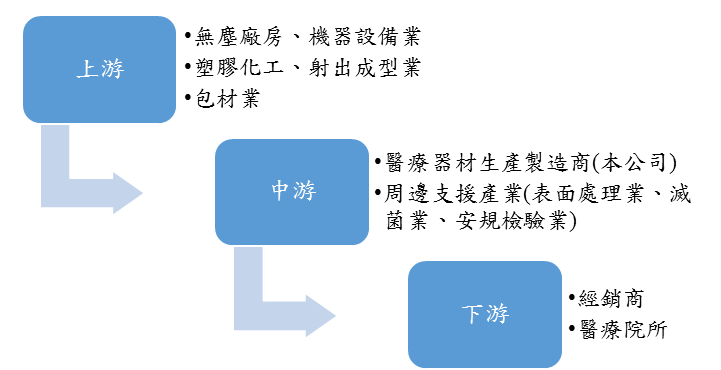 上游
•無塵廠房、機器設備業
•塑膠化工、射出成型業
•包材業
中游
•醫療器材生產製造商(本公司)
•周邊支援產業(表面處理業、滅
菌業、安規檢驗業)
下游
•經銷商
•醫療院所